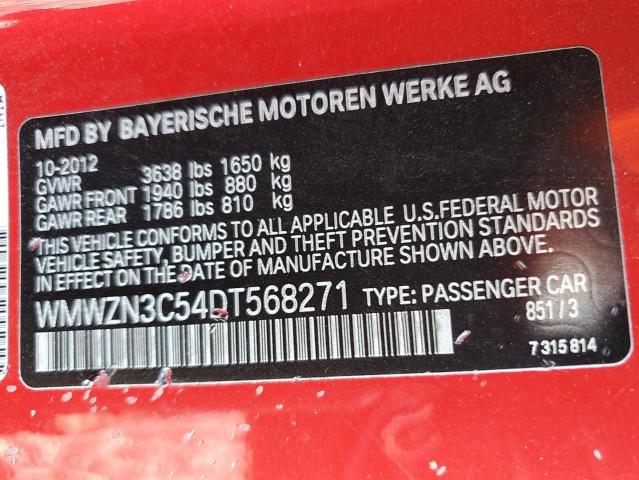 MFD BY BAYERISCHE MOTOREN WERKE AG
10-2012
GVWR 3638 lbs 1650 kg
GAWR FRONT 1940 lbs 880 kg
GAWR REAR 1786 lbs 810 kg
THIS VEHICLE CONFORMS TO ALL APPLICABLE U.S.FEDERAL MOTOR
VEHICLE SAFETY, BUMPER AND THEFT PREVENTION STANDARDS
IN EFFECT ON THE DATE OF MANUFACTURE SHOWN ABOVE.
WMWZN3C54DT568271 TYPE: PASSENGER CAR
851/3
7 315 814